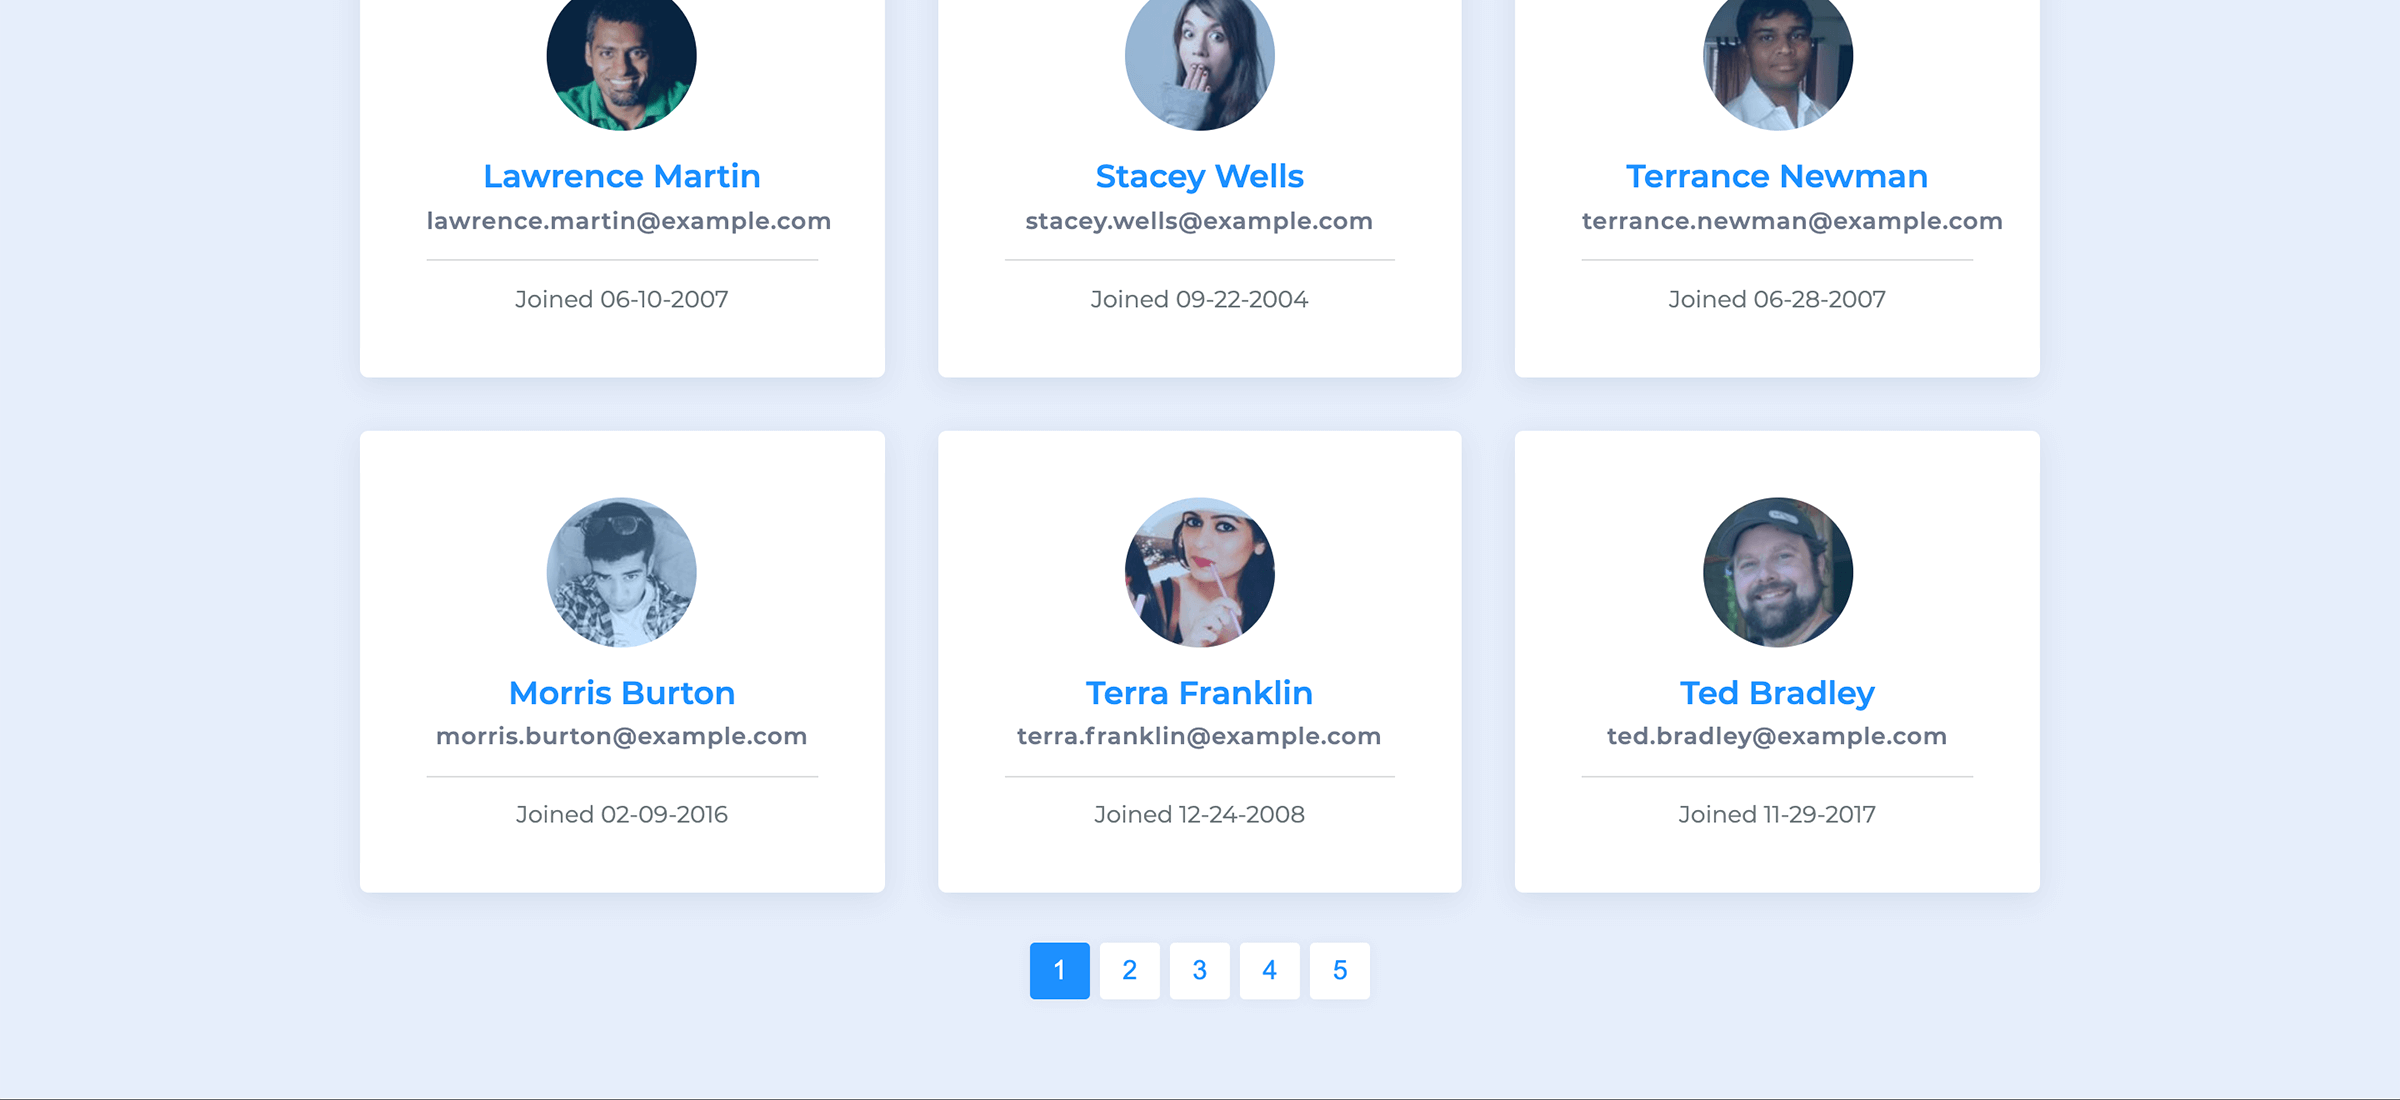 Lawrence Martin
lawrence.martin@example.com
Joined 06-10-2007
Stacey Wells
stacey.wells@example.com
Joined 09-22-2004
Terrance Newman
terrance.newman@example.com
Joined 06-28-2007
Morris Burton
morris.burton@example.com
Joined 02-09-2016
Terra Franklin
terra.franklin@example.com
Joined 12-24-2008
Ted Bradley
ted.bradley@example.com
Joined 11-29-2017
1 2 3 4 5